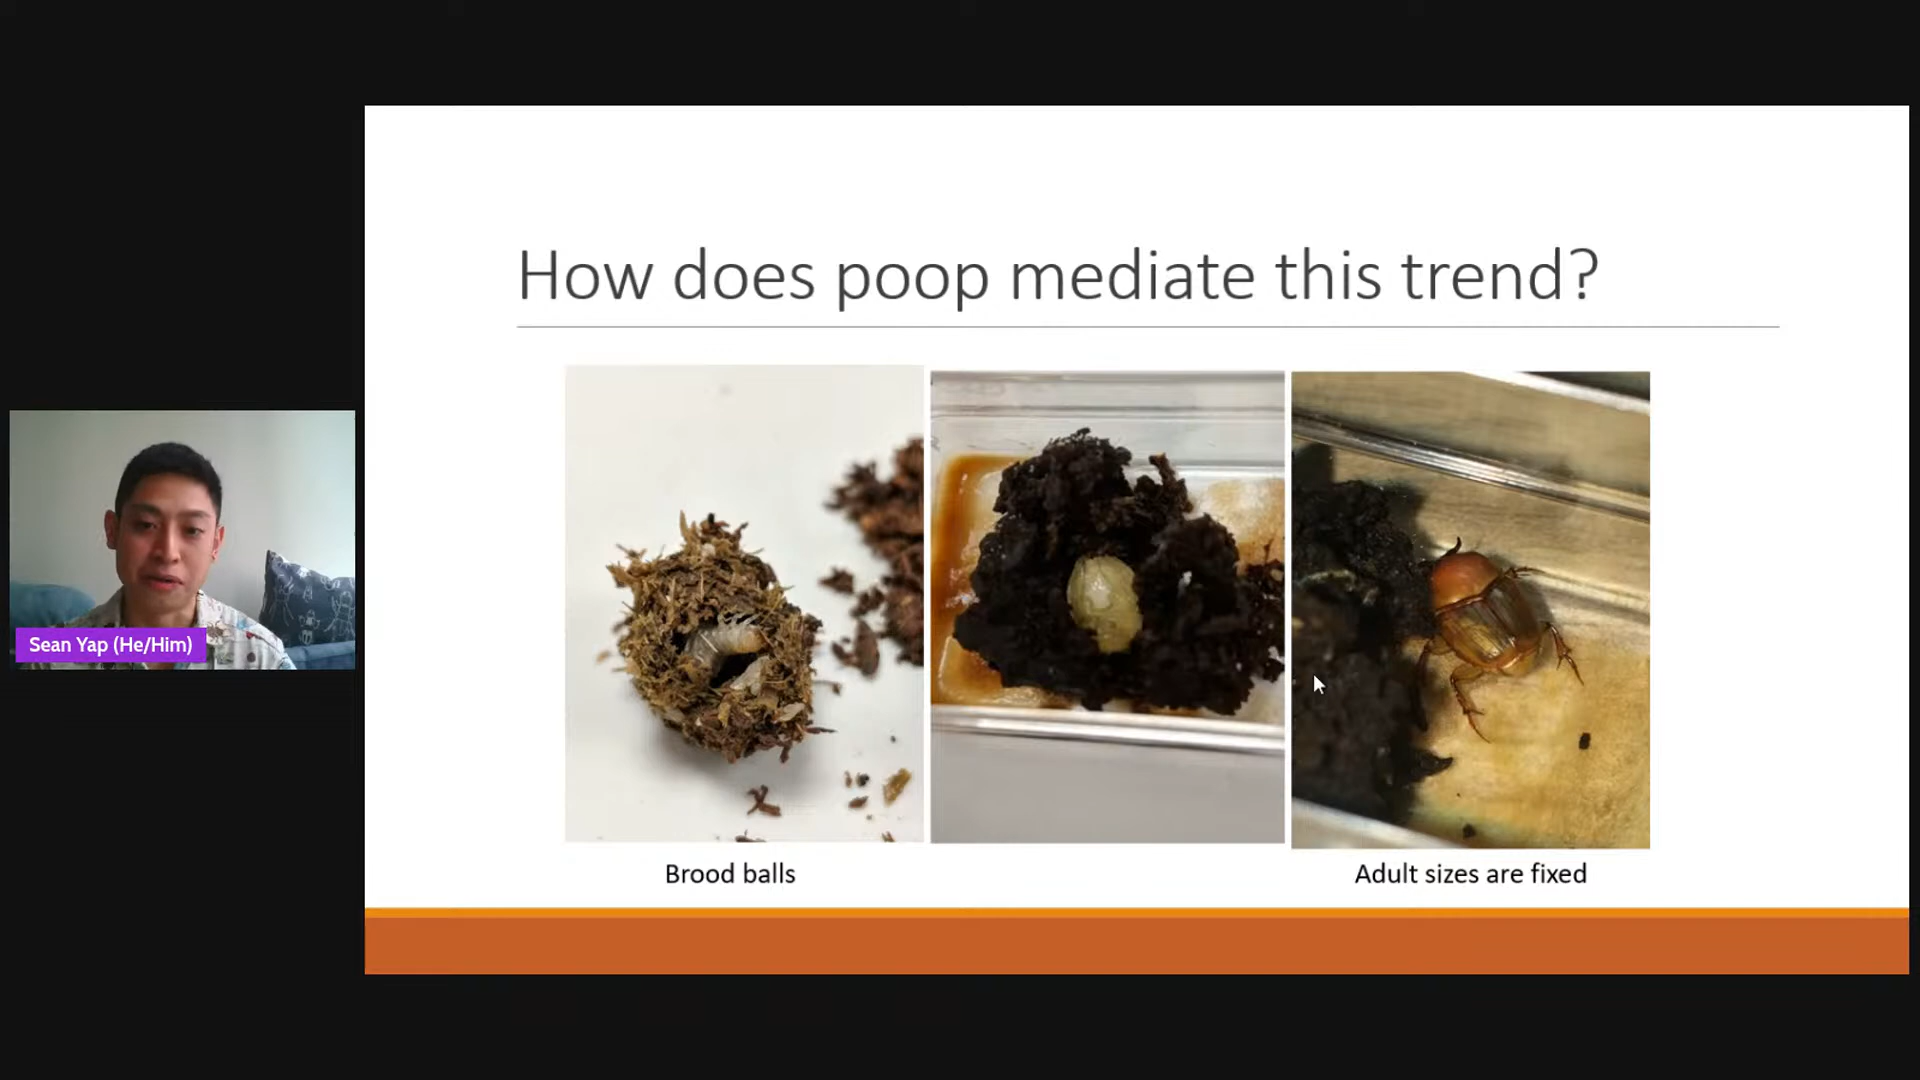 How does poop mediate this trend?
Sean Yap (He/Him)
Brood balls
Adult sizes are fixed